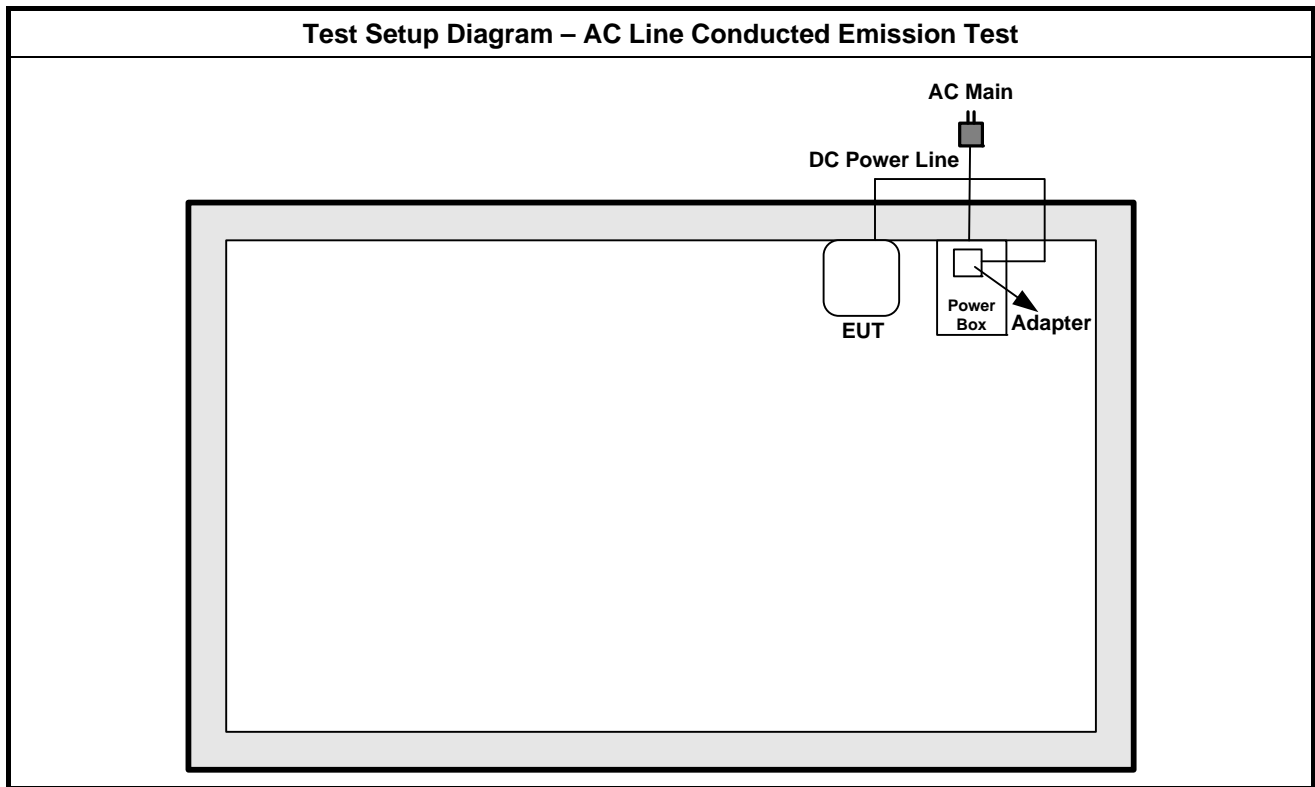 Test Setup Diagram – AC Line Conducted Emission Test
AC Main
DC Power Line
EUT
Power
Box
Adapter